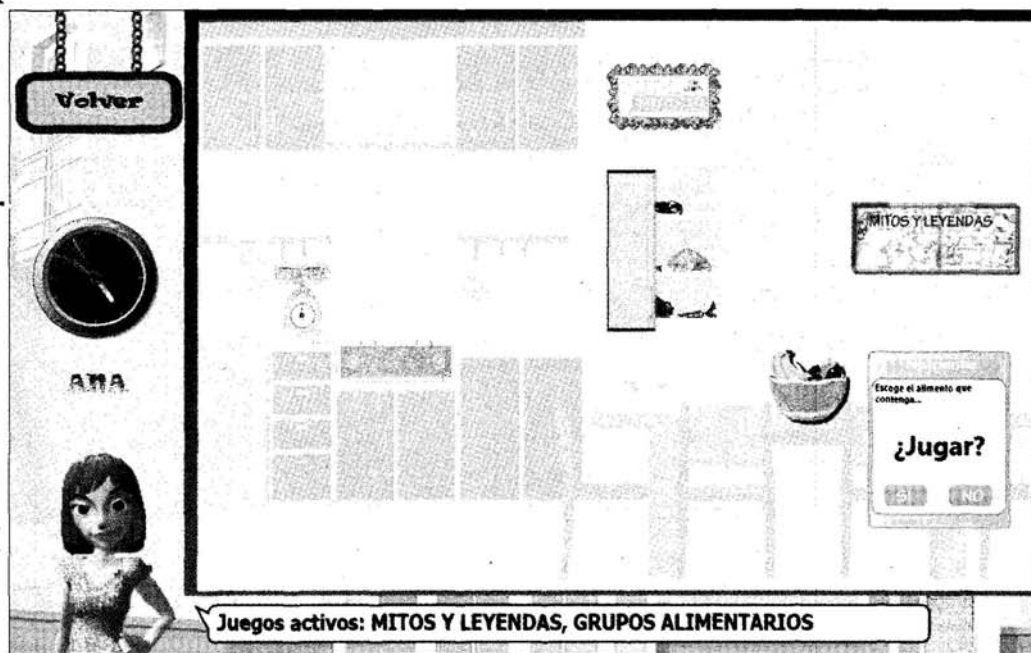 Volver
MITOS Y LEYENDAS
ANA
Escoge el alimento que
contenga...
¿Jugar?
SI NO
Juegos activos: MITOS Y LEYENDAS, GRUPOS ALIMENTARIOS